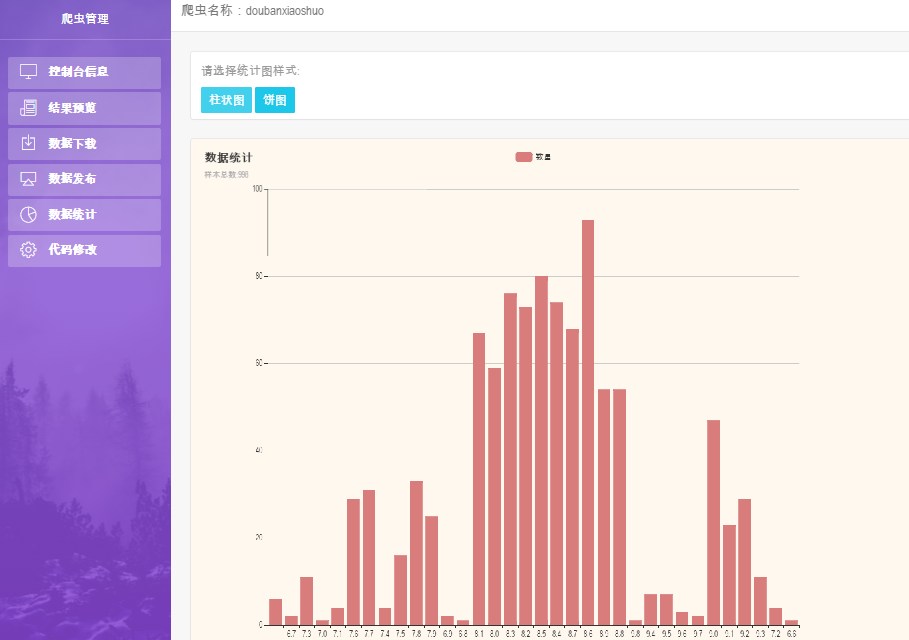 爬虫管理
爬虫名称：doubanxiaoshuo
控制台信息
结果预览
数据下载
数据发布
数据统计
代码修改
请选择统计图样式:
柱状图 饼图
数据统计
数量
样本总数 998
100
80
60
40
20
0
6.7 7.3 7.0 7.1 7.6 7.7 7.4 7.5 7.8 7.9 6.9 6.8 8.1 8.0 8.3 8.2 8.5 8.4 8.7 8.6 8.9 8.8 9.8 9.4 9.5 9.6 9.7 9.0 9.1 9.2 9.3 7.2 6.6